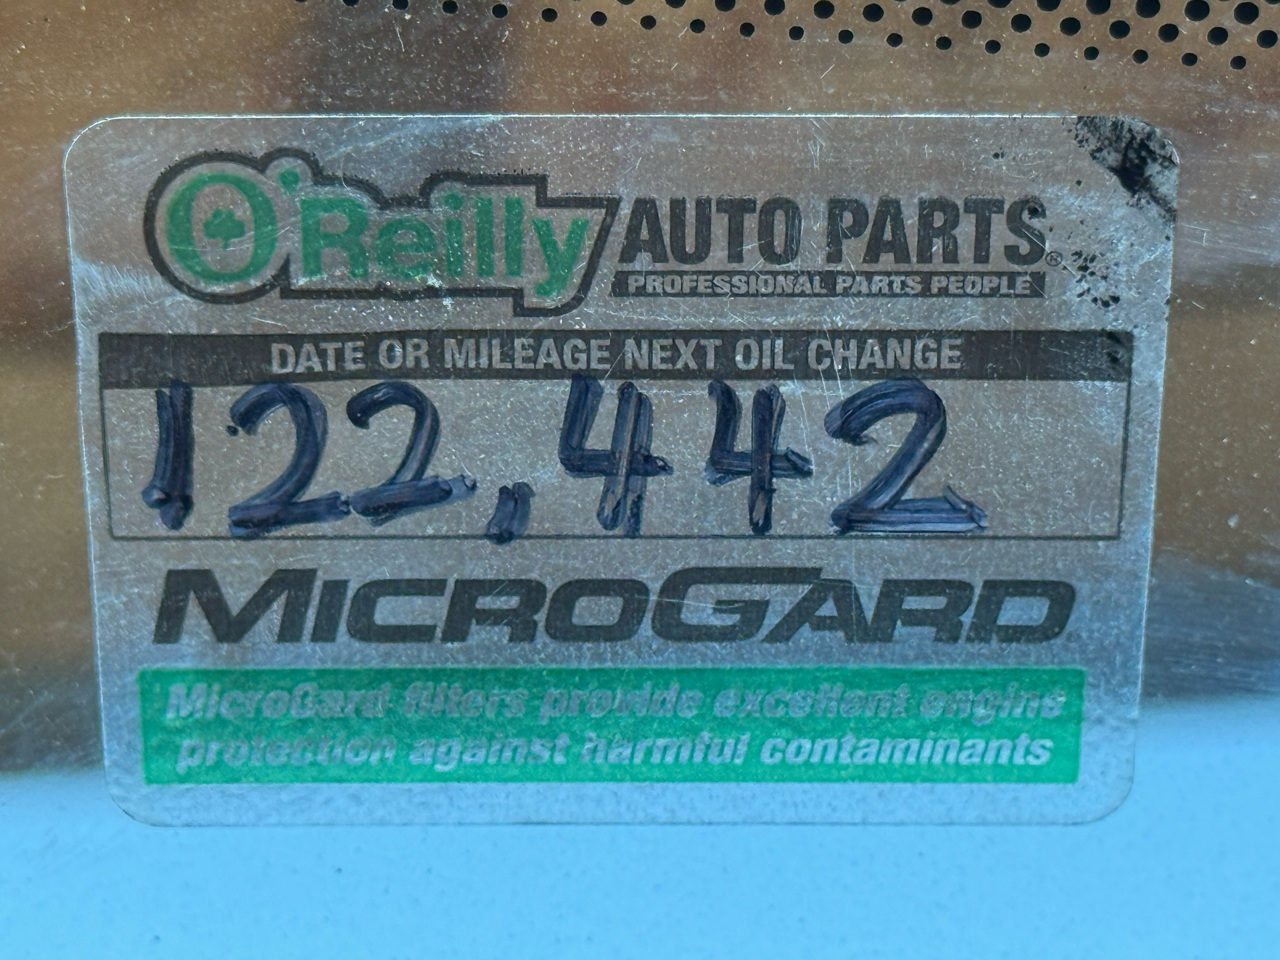 O'Reilly AUTO PARTS®
PROFESSIONAL PARTS PEOPLE
DATE OR MILEAGE NEXT OIL CHANGE
122,442
MICROGARD
MicroGard filters provide excellent engine
protection against harmful contaminants